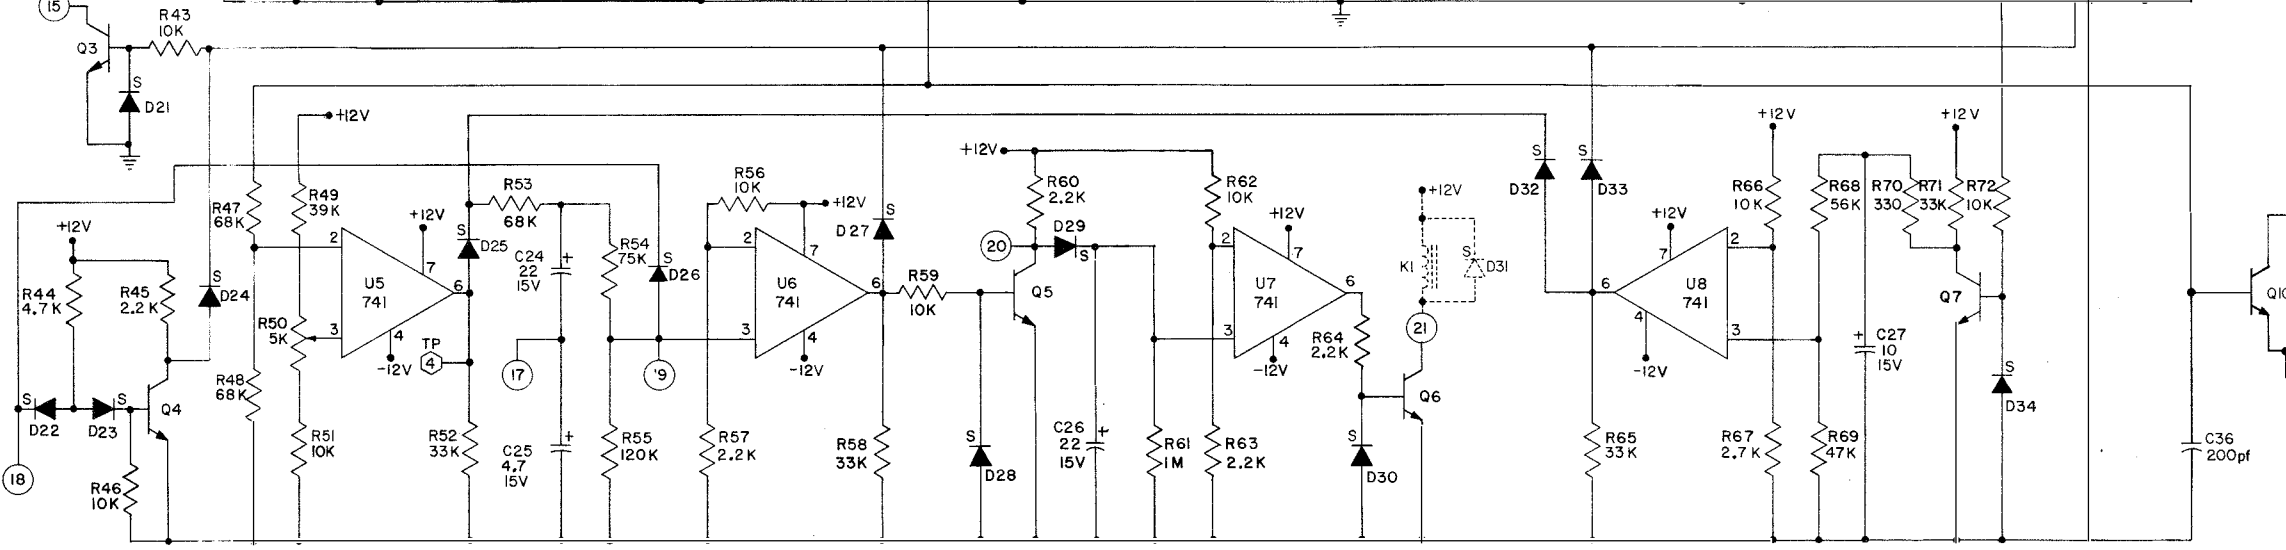 15
R43
10K
Q3
S
D21
+12V
+12V
R44
4.7K
R45
2.2K
S
D24
S
D22
D23
S
Q4
R46
10K
18
R47
68K
R48
68K
R49
39K
R50
5K
R51
10K
2
3
U5
741
+12V
7
6
4
-12V
TP
4
S
D25
R52
33K
R53
68K
C24
22
15V
+
17
C25
4.7
15V
+
R54
75K
R55
120K
S
D26
19
R56
10K
+12V
R57
2.2K
2
3
U6
741
7
6
4
-12V
S
D27
R58
33K
R59
10K
S
D28
+12V
R60
2.2K
20
D29
S
Q5
C26
22
15V
+
R61
1M
R62
10K
R63
2.2K
2
3
U7
741
+12V
7
6
4
-12V
R64
2.2K
S
D30
+12V
K1
S
D31
21
Q6
S
D32
S
D33
R65
33K
+12V
7
6
U8
741
4
-12V
2
3
+12V
R66
10K
R67
2.7K
R68
56K
R69
47K
R70
330
+12V
R71
33K
R72
10K
Q7
C27
10
15V
+
S
D34
C36
200pf